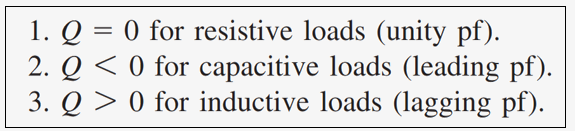 1. Q = 0 for resistive loads (unity pf).
2. Q < 0 for capacitive loads (leading pf).
3. Q > 0 for inductive loads (lagging pf).